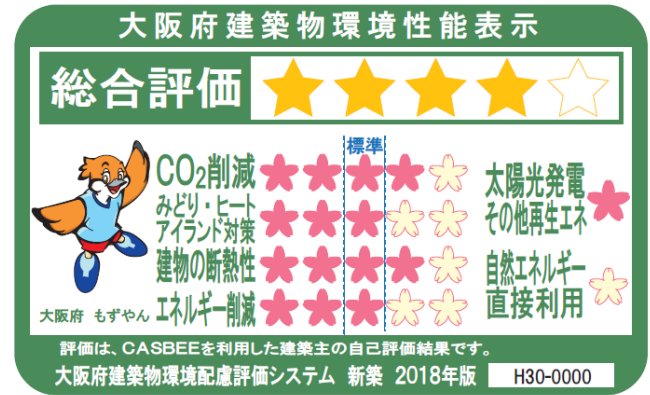 大阪府建築物環境性能表示
総合評価
標準
CO₂削減
みどり・ヒート
アイランド対策
建物の断熱性
エネルギー削減
太陽光発電
その他再生エネ
自然エネルギー
直接利用
大阪府 もずやん
評価は、CASBEEを利用した建築主の自己評価結果です。
大阪府建築物環境配慮評価システム 新築 2018年版 H30-0000